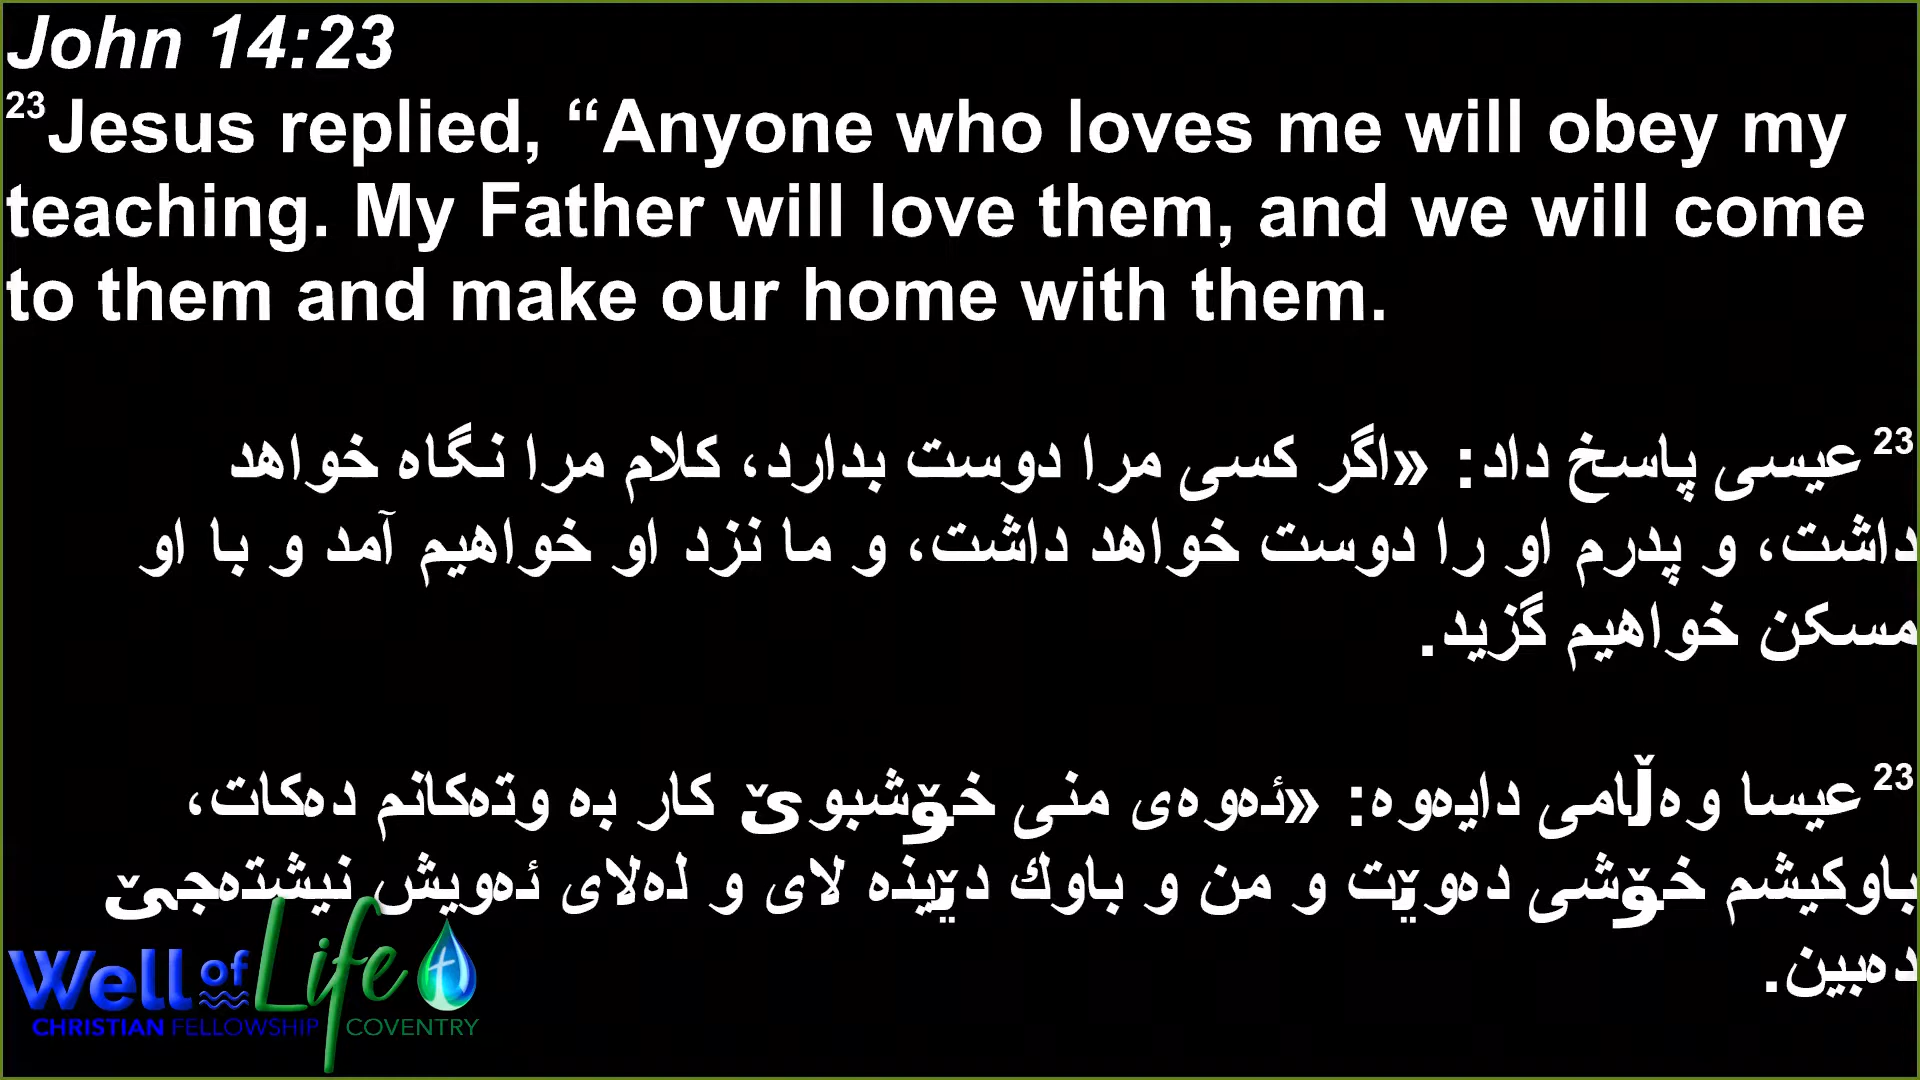 John 14:23
23Jesus replied, “Anyone who loves me will obey my
teaching. My Father will love them, and we will come
to them and make our home with them.
23 عیسی پاسخ داد: «اگر کسی مرا دوست بدارد، کلام مرا نگاه خواهد
داشت، و پدرم او را دوست خواهد داشت، و ما نزد او خواهیم آمد و با او
مسکن خواهیم گزید.
23 عیسا وەڵامی دایەوە: «ئەوەی منی خۆشبوێ کار بە وتەکانم دەکات،
باوکیشم خۆشی دەوێت و من و باوك دێینە لای و لەلای ئەویش نیشتەجێ
دەبین.
Well of Life
CHRISTIAN FELLOWSHIP COVENTRY